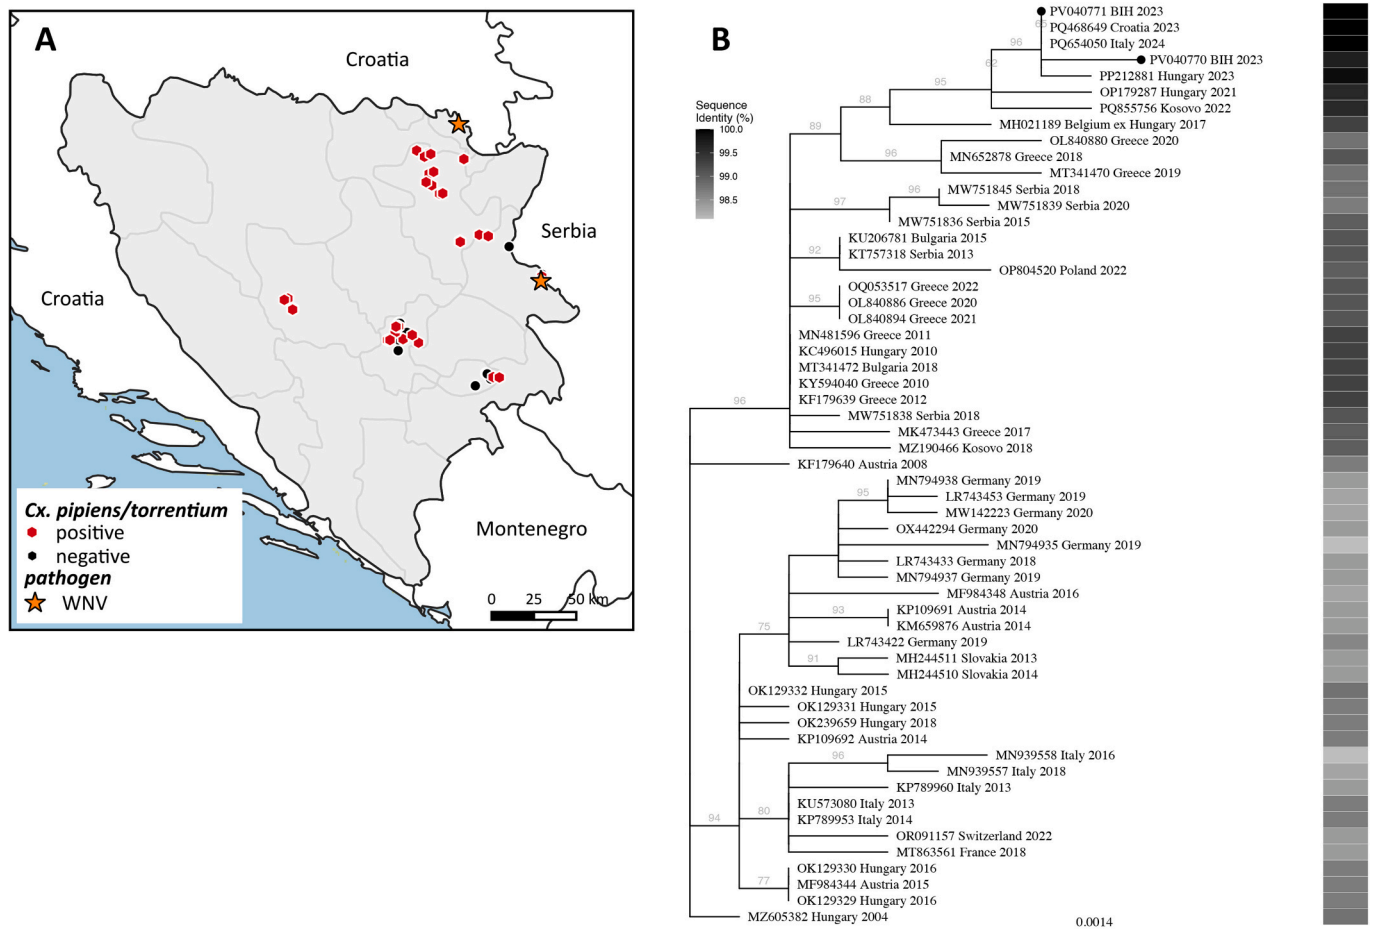 A
Croatia
Serbia
Croatia
Montenegro
Cx. pipiens/torrentium
positive
negative
pathogen
WNV
0 25 50 km
B
Sequence
Identity (%)
100.0
99.5
99.0
98.5
PV040771 BIH 2023
PQ468649 Croatia 2023
96
PQ654050 Italy 2024
62
PV040770 BIH 2023
PP212881 Hungary 2023
95
OP179287 Hungary 2021
88
PQ855756 Kosovo 2022
89
MH021189 Belgium ex Hungary 2017
OL840880 Greece 2020
96
MN652878 Greece 2018
MT341470 Greece 2019
96
MW751845 Serbia 2018
97
MW751839 Serbia 2020
MW751836 Serbia 2015
KU206781 Bulgaria 2015
92
KT757318 Serbia 2013
OP804520 Poland 2022
OQ053517 Greece 2022
95
OL840886 Greece 2020
OL840894 Greece 2021
MN481596 Greece 2011
KC496015 Hungary 2010
MT341472 Bulgaria 2018
KY594040 Greece 2010
96
KF179639 Greece 2012
MW751838 Serbia 2018
MK473443 Greece 2017
MZ190466 Kosovo 2018
KF179640 Austria 2008
MN794938 Germany 2019
95
LR743453 Germany 2019
MW142223 Germany 2020
OX442294 Germany 2020
MN794935 Germany 2019
LR743433 Germany 2018
MN794937 Germany 2019
MF984348 Austria 2016
93
KP109691 Austria 2014
KM659876 Austria 2014
75
LR743422 Germany 2019
91
MH244511 Slovakia 2013
MH244510 Slovakia 2014
OK129332 Hungary 2015
OK129331 Hungary 2015
OK239659 Hungary 2018
KP109692 Austria 2014
96
MN939558 Italy 2016
MN939557 Italy 2018
KP789960 Italy 2013
80
KU573080 Italy 2013
94
KP789953 Italy 2014
OR091157 Switzerland 2022
MT863561 France 2018
OK129330 Hungary 2016
77
MF984344 Austria 2015
OK129329 Hungary 2016
MZ605382 Hungary 2004
0.0014